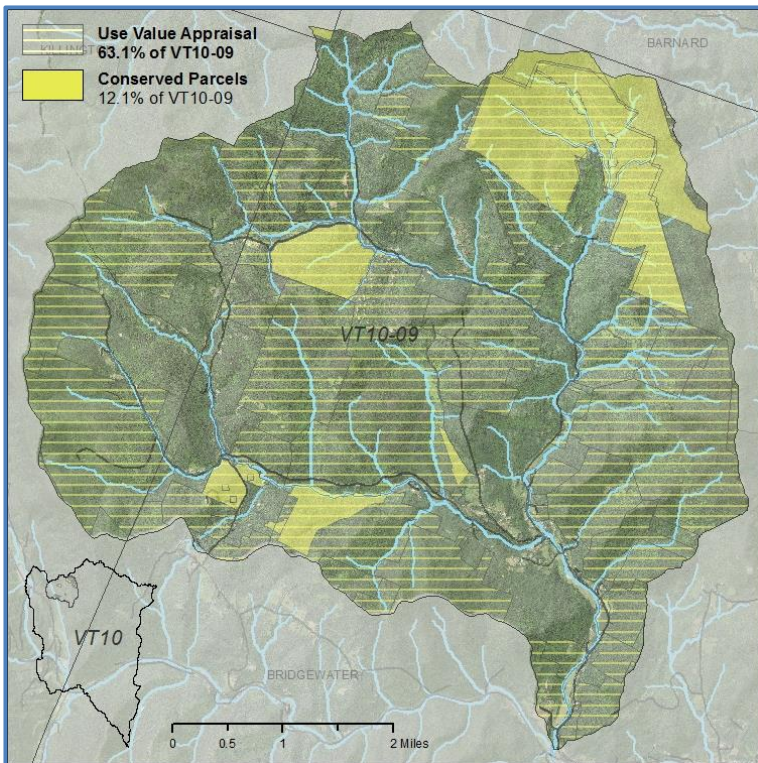 Use Value Appraisal
KILLINGTON
63.1% of VT10-09
BARNARD
Conserved Parcels
12.1% of VT10-09
VT10-09
VT10
BRIDGEWATER
0 0.5 1 2 Miles